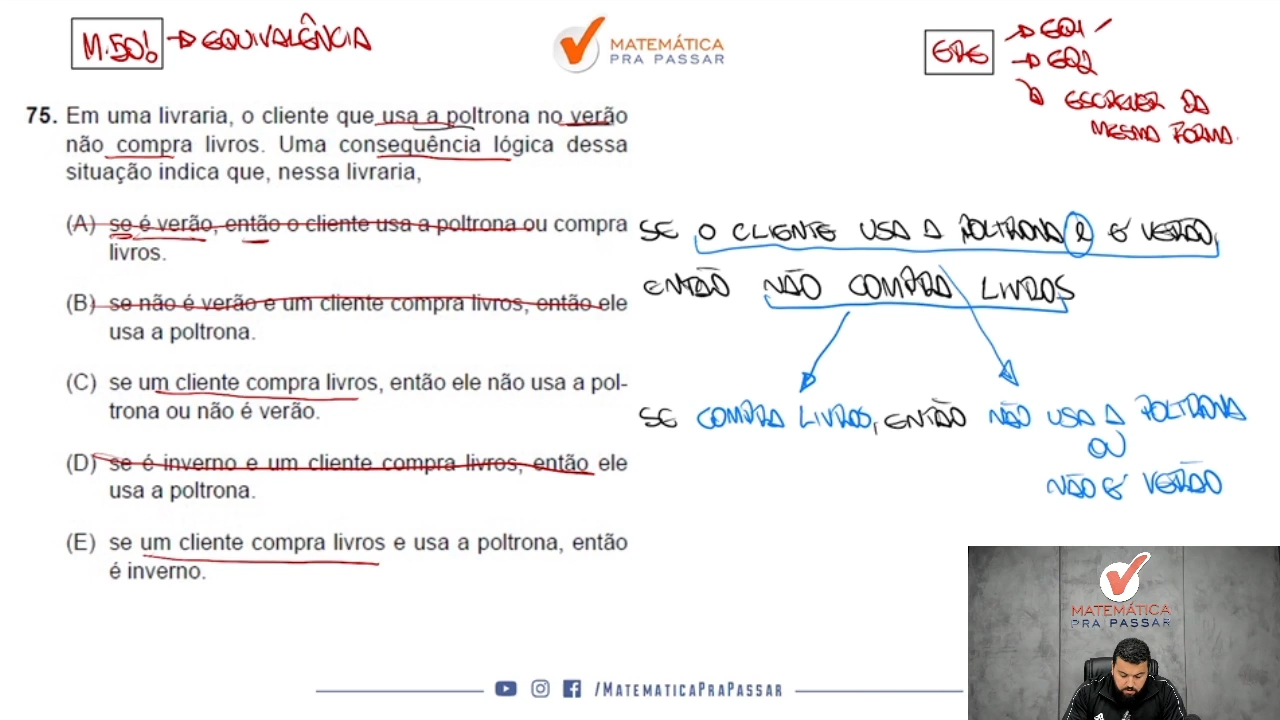 M.50! → EQUIVALÊNCIA
MATEMÁTICA
PRA PASSAR
→ EQ1
→ EQ2
ESCREVER DA
MESMA FORMA.
75. Em uma livraria, o cliente que usa a poltrona no verão
não compra livros. Uma consequência lógica dessa
situação indica que, nessa livraria,
(A) se é verão, então o cliente usa a poltrona ou compra
livros.
(B) se não é verão e um cliente compra livros, então ele
usa a poltrona.
(C) se um cliente compra livros, então ele não usa a pol-
trona ou não é verão.
(D) se é inverno e um cliente compra livros, então ele
usa a poltrona.
(E) se um cliente compra livros e usa a poltrona, então
é inverno.
SE O CLIENTE USA A POLTRONA E É VERÃO,
ENTÃO NÃO COMPRA LIVROS
SE COMPRA LIVROS, ENTÃO NÃO USA A POLTRONA
OU
NÃO É VERÃO
MATEMÁTICA
PRA PASSAR
/MATEMATICAPRAPASSAR